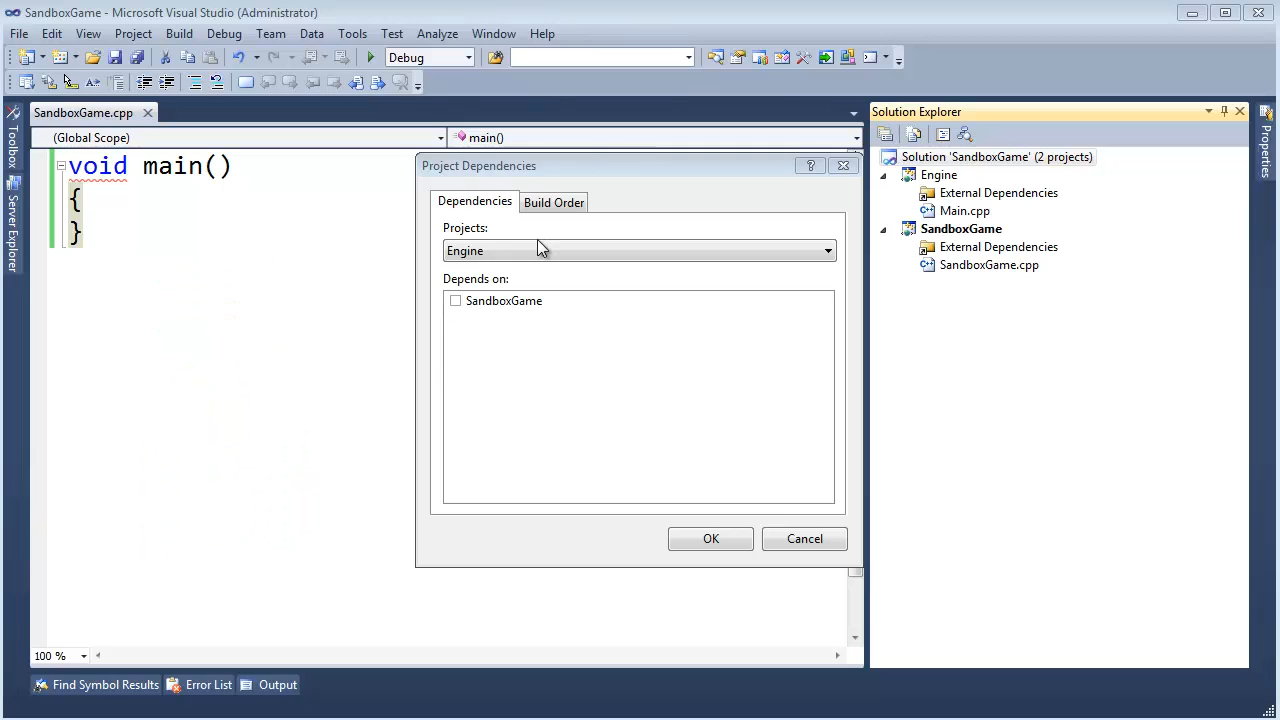 SandboxGame - Microsoft Visual Studio (Administrator)
File Edit View Project Build Debug Team Data Tools Test Analyze Window Help
Debug
SandboxGame.cpp
Solution Explorer
(Global Scope)
main()
Toolbox
Server Explorer
Properties
void main()
{
}
Project Dependencies
Dependencies
Build Order
Projects:
Engine
Depends on:
SandboxGame
OK
Cancel
Solution 'SandboxGame' (2 projects)
Engine
External Dependencies
Main.cpp
SandboxGame
External Dependencies
SandboxGame.cpp
100 %
Find Symbol Results
Error List
Output